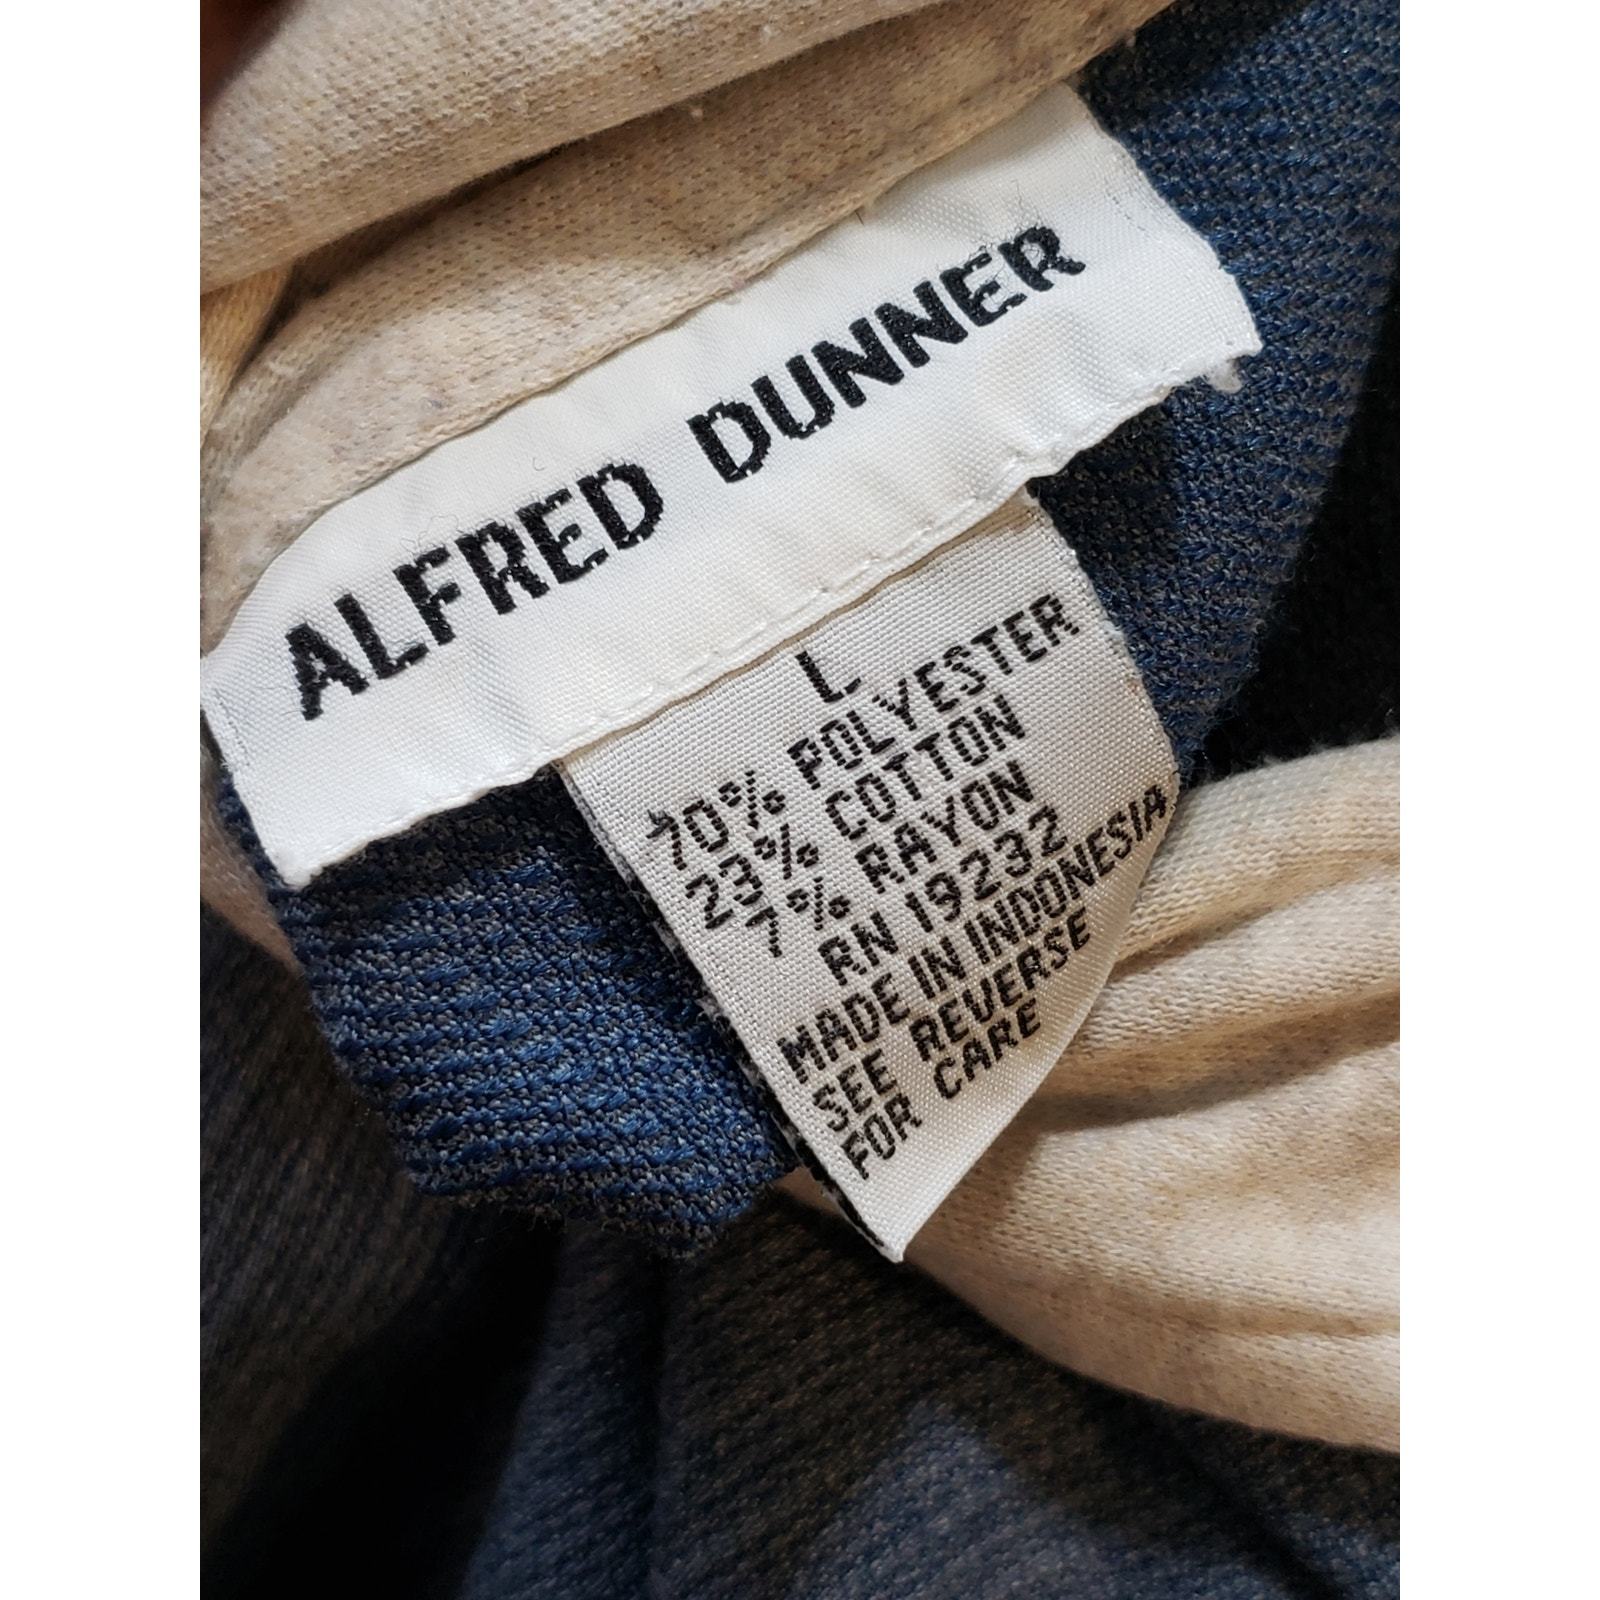 ALFRED DUNNER
L
70% POLYESTER
23% COTTON
7% RAYON
RN 19232
MADE IN INDONESIA
SEE REVERSE
FOR CARE